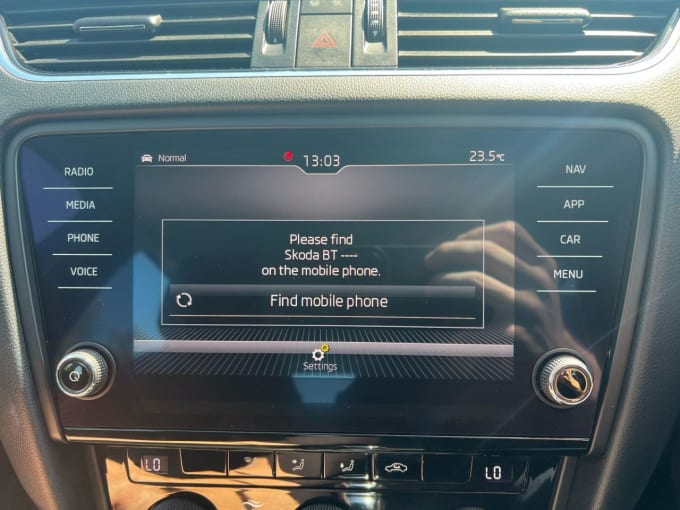 Normal
13:03
23.5°C
RADIO
MEDIA
PHONE
VOICE
NAV
APP
CAR
MENU
Please find
Skoda BT ----
on the mobile phone.
Find mobile phone
Settings
LO
LO